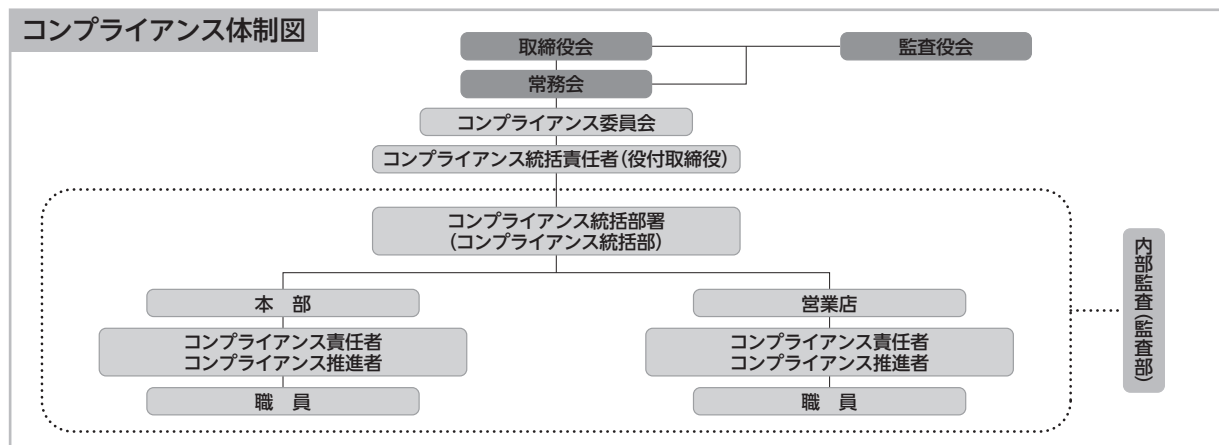 コンプライアンス体制図
取締役会
監査役会
常務会
コンプライアンス委員会
コンプライアンス統括責任者(役付取締役)
コンプライアンス統括部署
(コンプライアンス統括部)
本 部
営業店
コンプライアンス責任者
コンプライアンス推進者
コンプライアンス責任者
コンプライアンス推進者
職 員
職 員
内部監査(監査部)